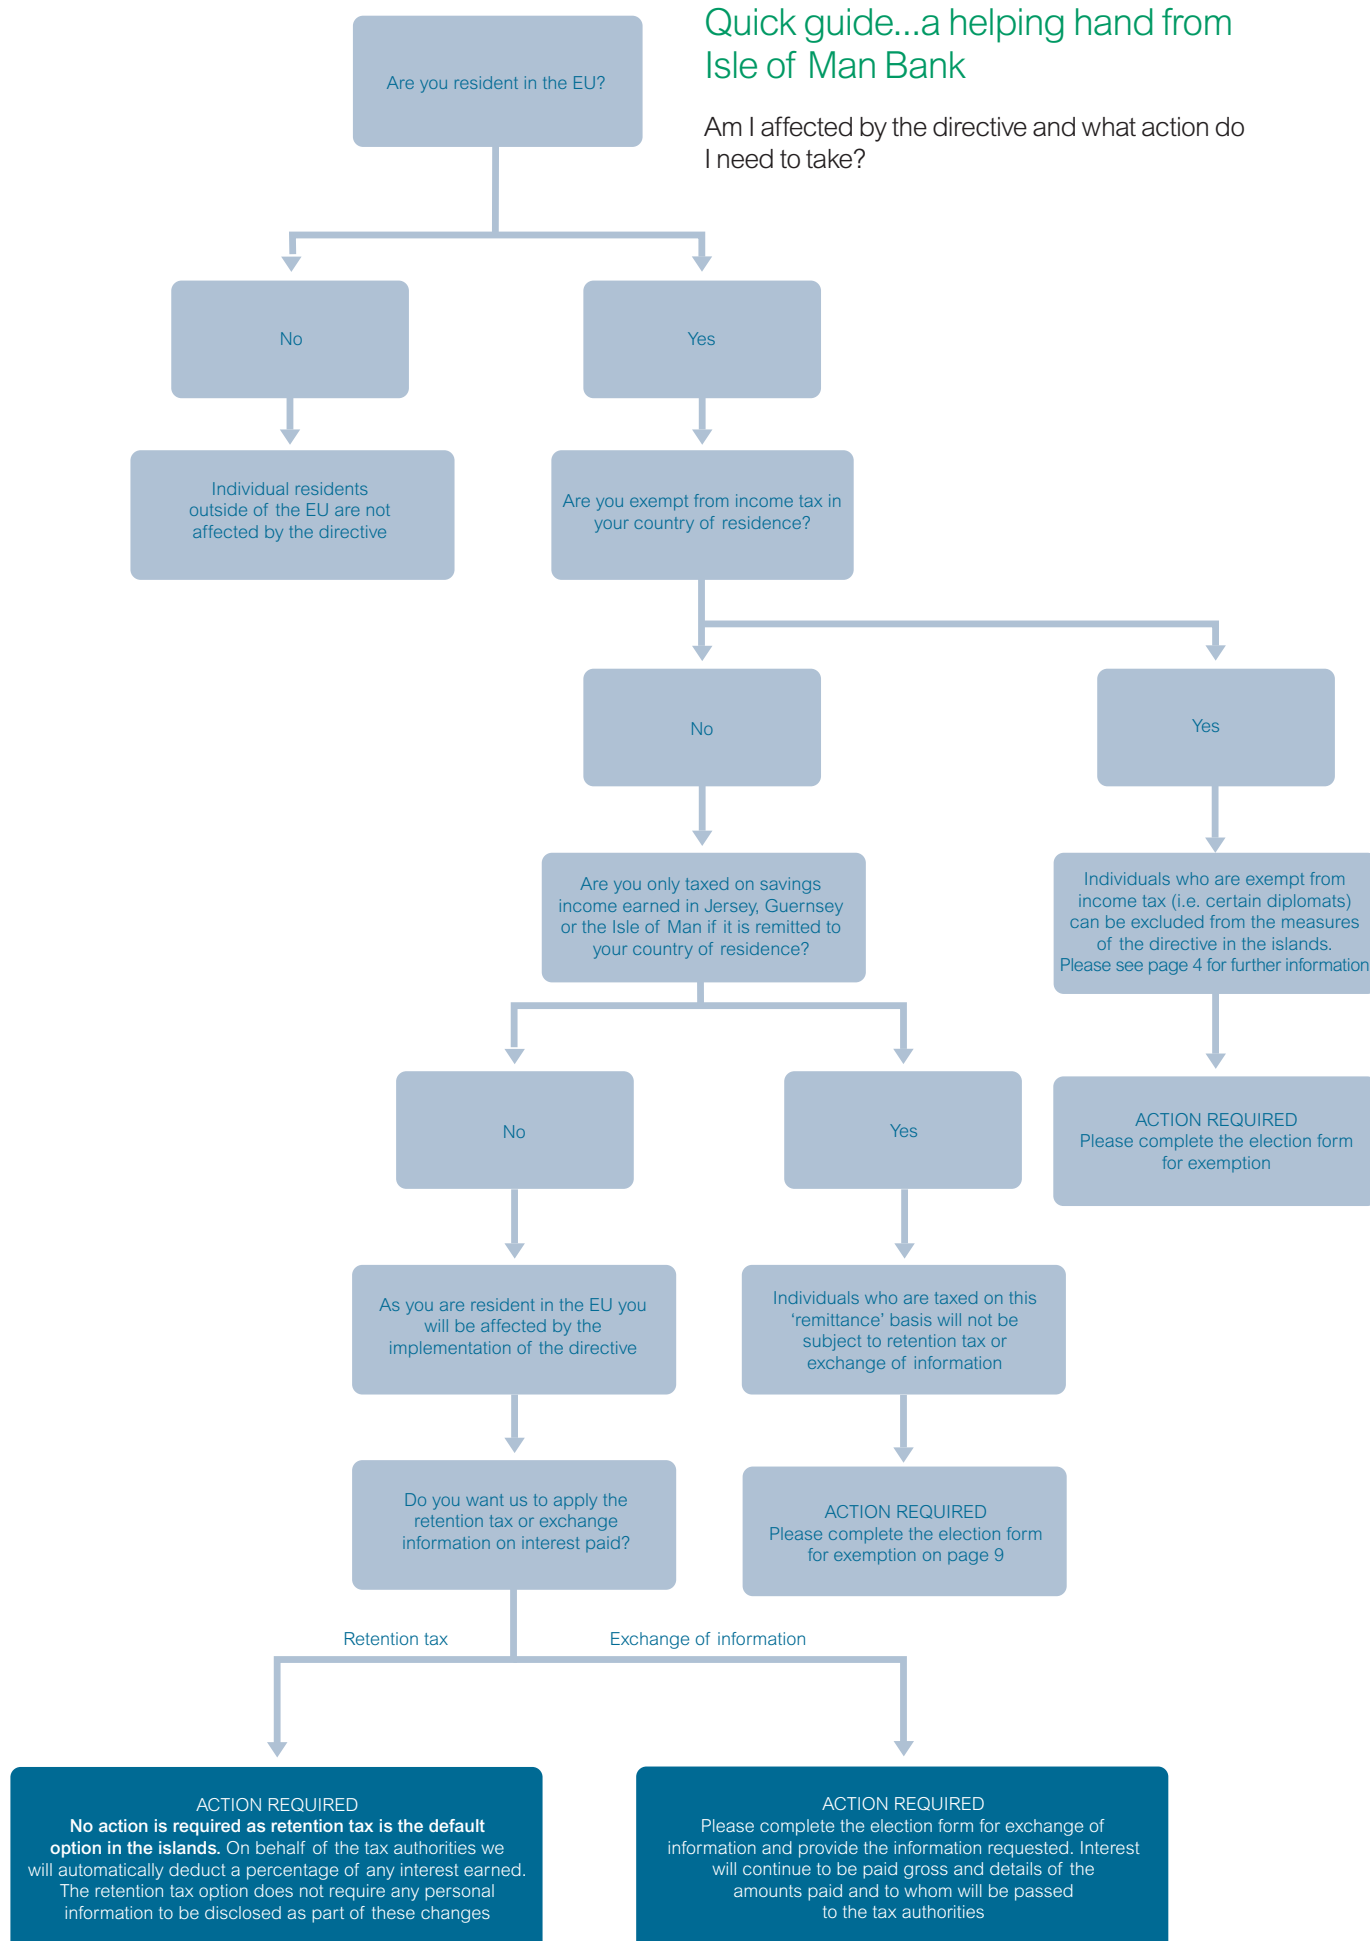 Quick guide...a helping hand from
Isle of Man Bank
Am I affected by the directive and what action do
I need to take?
Are you resident in the EU?
No
Yes
Individual residents
outside of the EU are not
affected by the directive
Are you exempt from income tax in
your country of residence?
No
Yes
Are you only taxed on savings
income earned in Jersey, Guernsey
or the Isle of Man if it is remitted to
your country of residence?
Individuals who are exempt from
income tax (i.e. certain diplomats)
can be excluded from the measures
of the directive in the islands.
Please see page 4 for further information
No
Yes
ACTION REQUIRED
Please complete the election form
for exemption
As you are resident in the EU you
will be affected by the
implementation of the directive
Individuals who are taxed on this
‘remittance’ basis will not be
subject to retention tax or
exchange of information
Do you want us to apply the
retention tax or exchange
information on interest paid?
ACTION REQUIRED
Please complete the election form
for exemption on page 9
Retention tax
Exchange of information
ACTION REQUIRED
No action is required as retention tax is the default
option in the islands. On behalf of the tax authorities we
will automatically deduct a percentage of any interest earned.
The retention tax option does not require any personal
information to be disclosed as part of these changes
ACTION REQUIRED
Please complete the election form for exchange of
information and provide the information requested. Interest
will continue to be paid gross and details of the
amounts paid and to whom will be passed
to the tax authorities